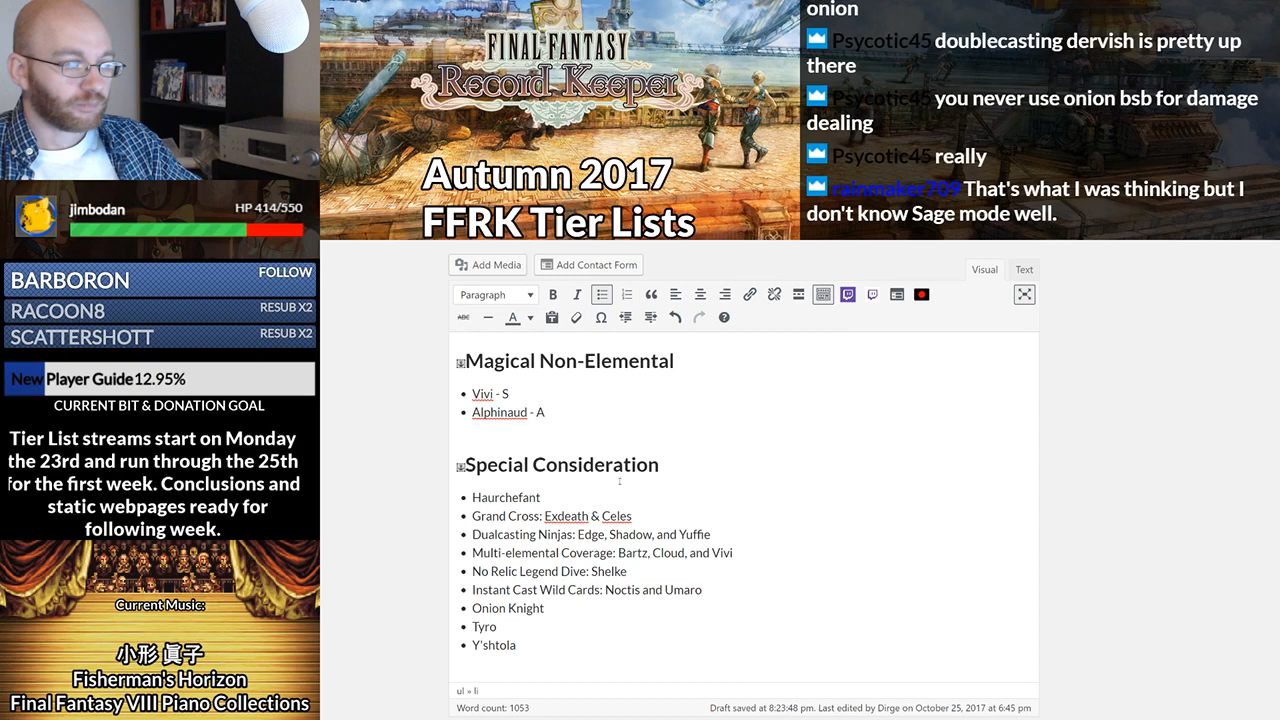 FINAL FANTASY
Record Keeper
Autumn 2017
FFRK Tier Lists
onion
Psycotic45 doublecasting dervish is pretty up
there
Psycotic45 you never use onion bsb for damage
dealing
Psycotic45 really
rainmaker709 That's what I was thinking but I
don't know Sage mode well.
jimbodan
HP 414/550
BARBORON FOLLOW
RACOON8 RESUB X2
SCATTERSHOTT RESUB X2
New Player Guide 12.95%
CURRENT BIT & DONATION GOAL
Tier List streams start on Monday
the 23rd and run through the 25th
for the first week. Conclusions and
static webpages ready for
following week.
Current Music:
小形 眞子
Fisherman's Horizon
Final Fantasy VIII Piano Collections
Add Media Add Contact Form Visual Text
Paragraph B I
ABC A
Magical Non-Elemental
Vivi - S
Alphinaud - A
Special Consideration
Haurchefant
Grand Cross: Exdeath & Celes
Dualcasting Ninjas: Edge, Shadow, and Yuffie
Multi-elemental Coverage: Bartz, Cloud, and Vivi
No Relic Legend Dive: Shelke
Instant Cast Wild Cards: Noctis and Umaro
Onion Knight
Tyro
Y'shtola
ul » li
Word count: 1053 Draft saved at 8:23:48 pm. Last edited by Dirge on October 25, 2017 at 6:45 pm